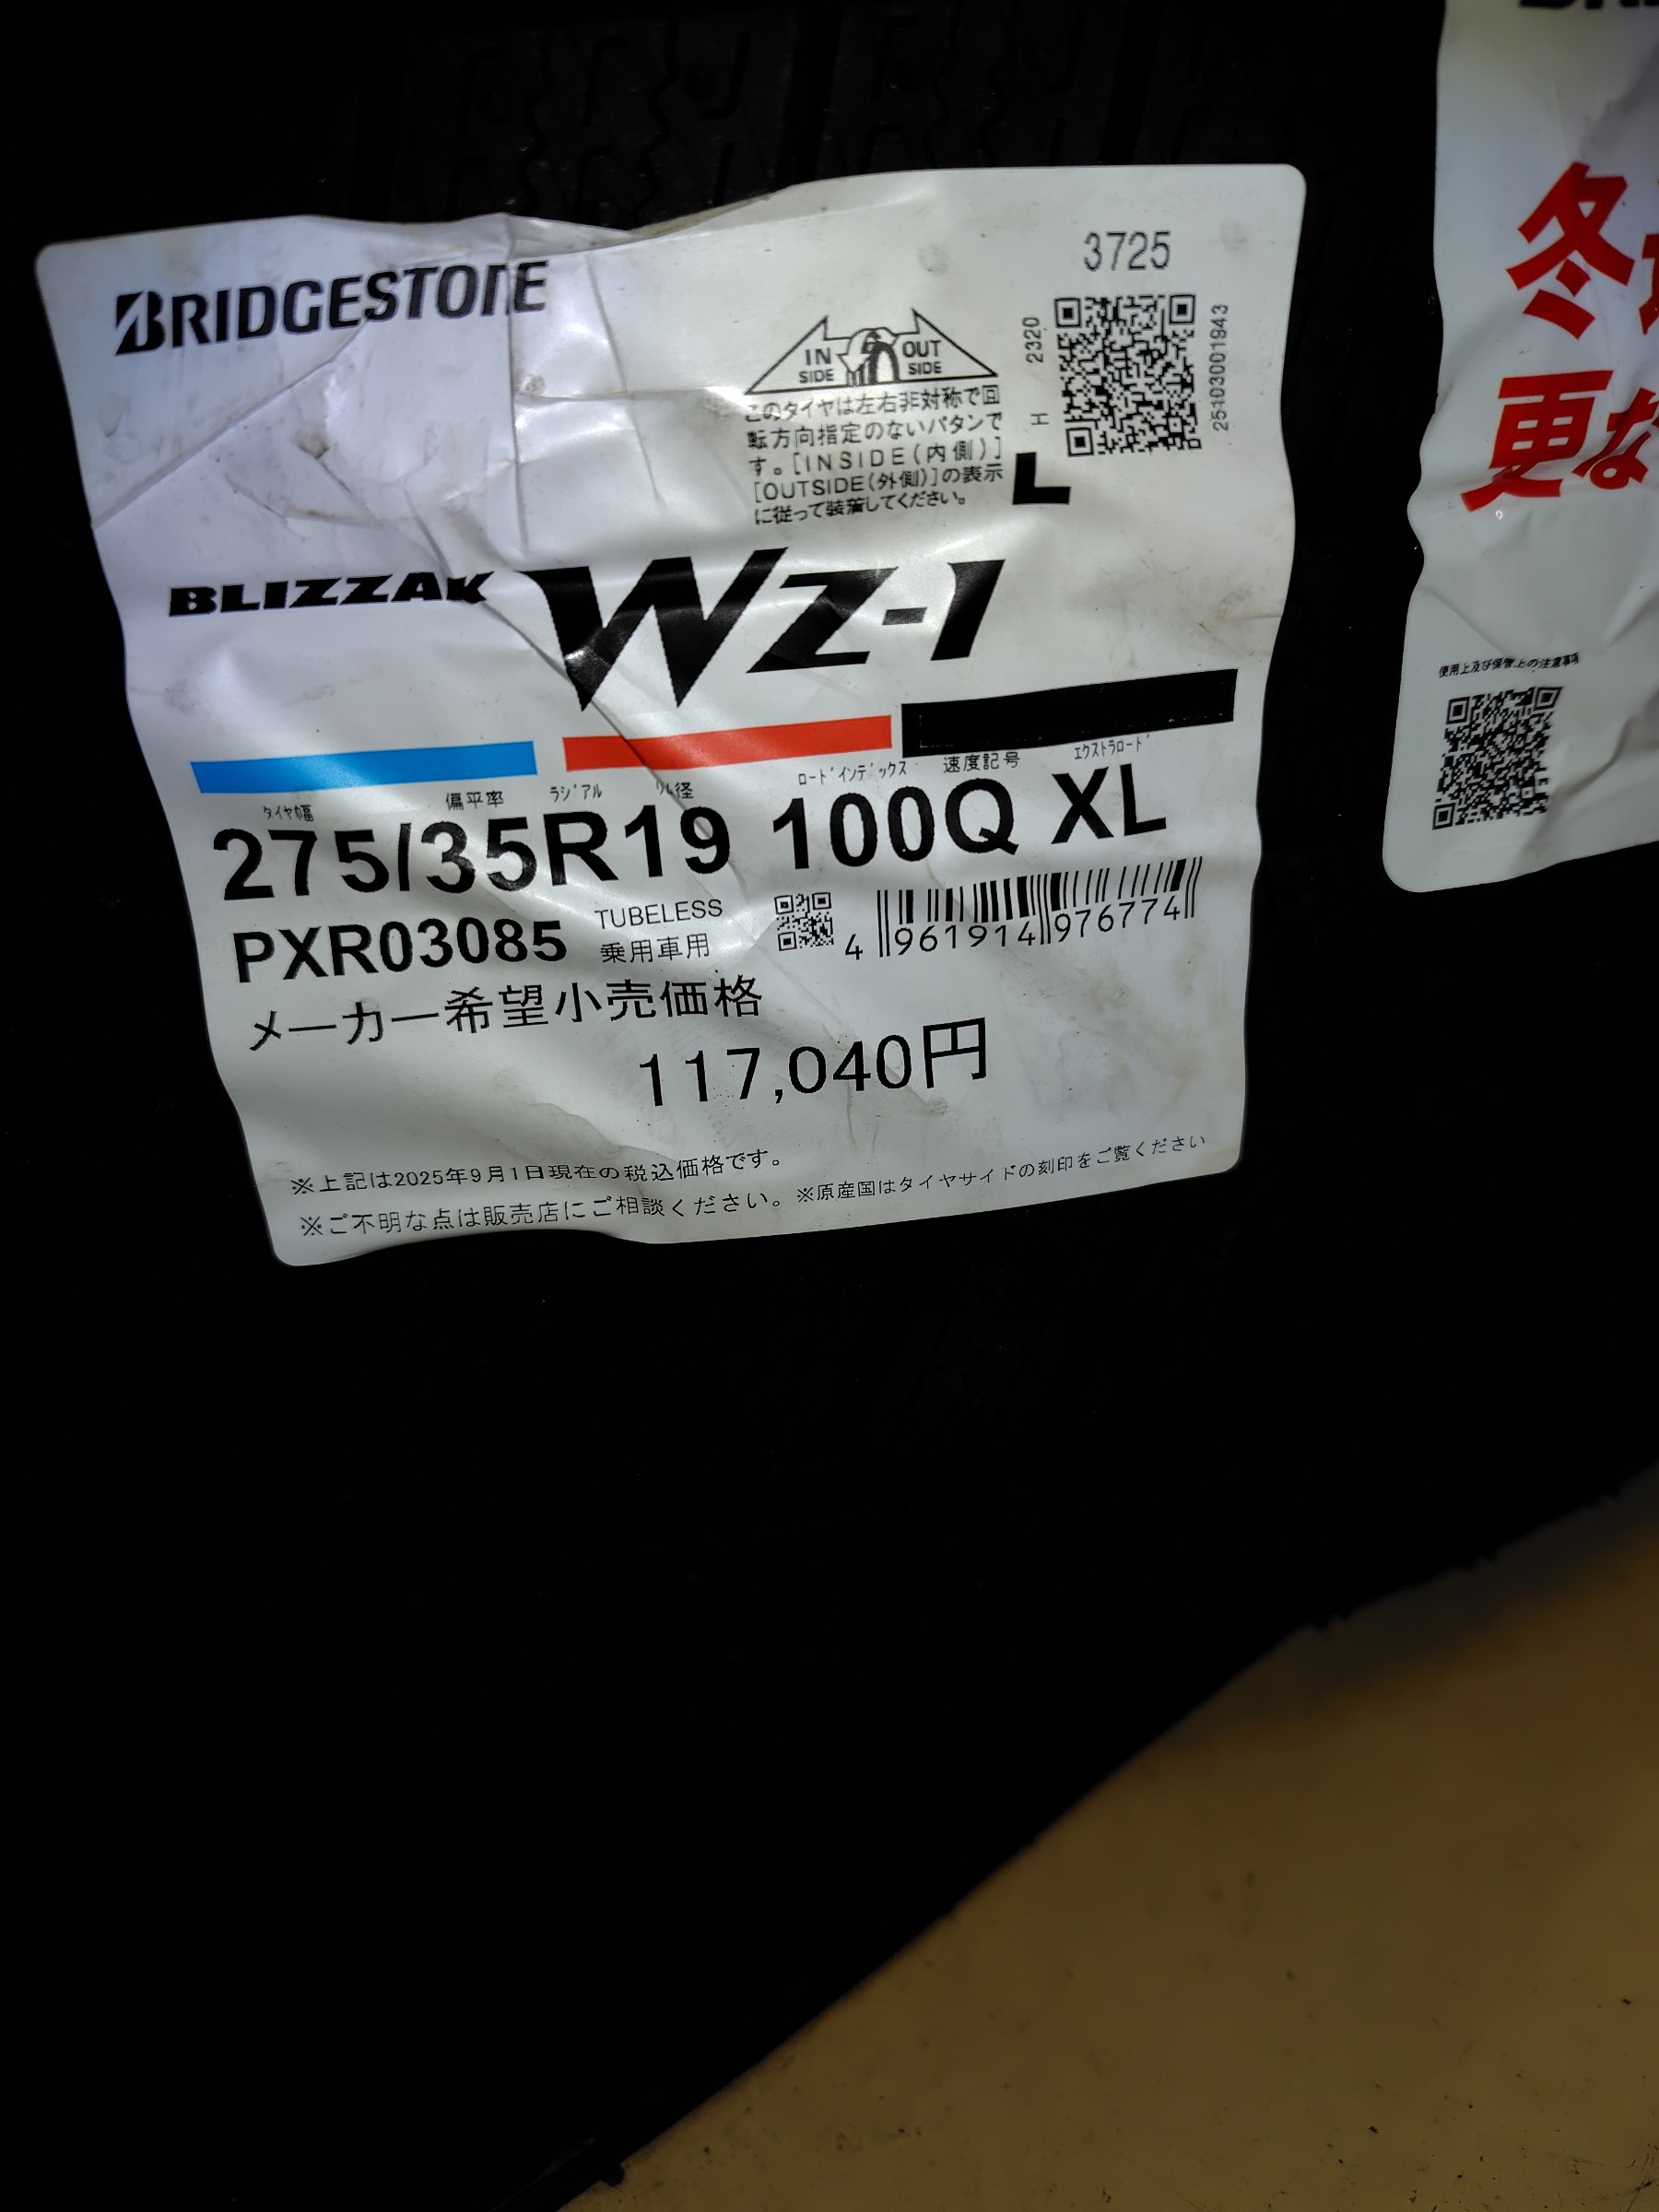 BRIDGESTONE
3725
IN SIDE
OUT SIDE
2320
エ
25103001943
このタイヤは左右非対称で回
転方向指定のないパタンで
す。[INSIDE(内側)]
[OUTSIDE(外側)]の表示
に従って装着してください。
L
BLIZZAK WZ-1
タイヤ幅 偏平率 ラジアル リム径 ロードインデックス 速度記号 エクストラロード
275/35R19 100Q XL
PXR03085
TUBELESS
乗用車用
4 961914 976774
メーカー希望小売価格
117,040円
※上記は2025年9月1日現在の税込価格です。
※ご不明な点は販売店にご相談ください。※原産国はタイヤサイドの刻印をご覧ください
冬
更な
使用上及び保管上の注意事項